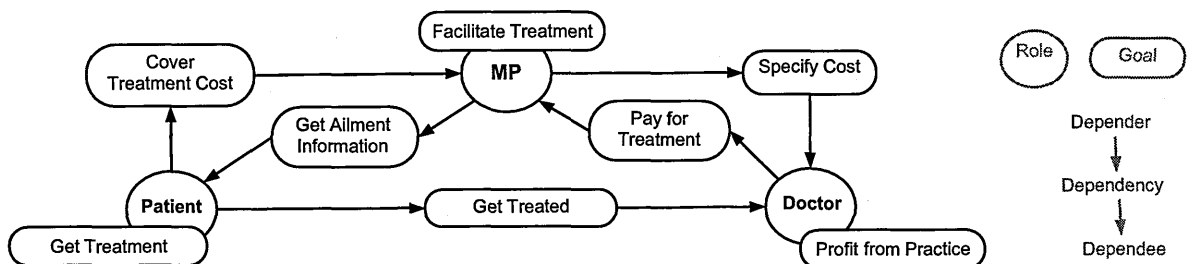 Facilitate Treatment
MP
Cover
Treatment Cost
Specify Cost
Get Ailment
Information
Pay for
Treatment
Patient
Get Treated
Doctor
Get Treatment
Profit from Practice
Role
Goal
Depender
Dependency
Dependee